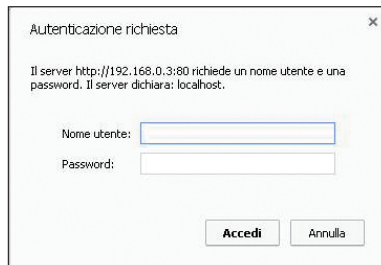 Autenticazione richiesta
Il server http://192.168.0.3:80 richiede un nome utente e una
password. Il server dichiara: localhost.
Nome utente:
Password:
Accedi Annulla